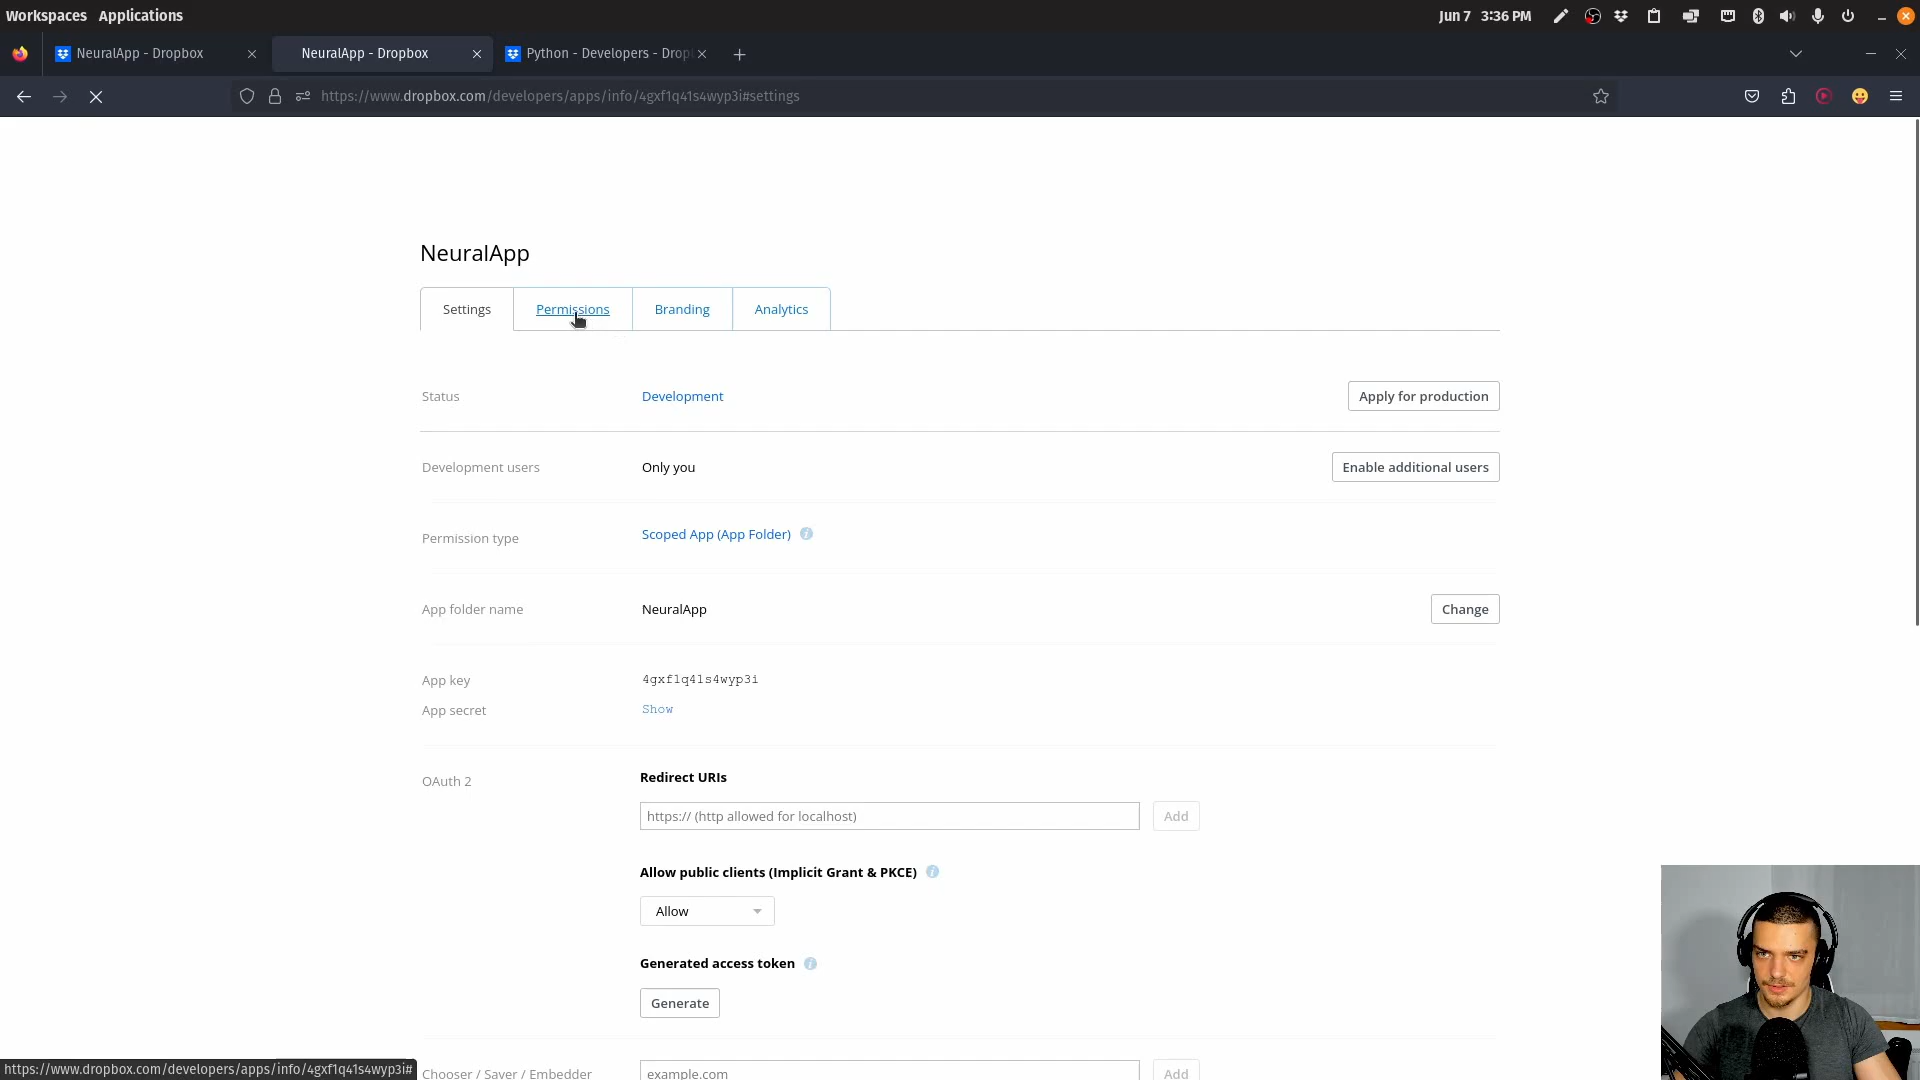 Workspaces Applications
Jun 7 3:36 PM
NeuralApp - Dropbox
NeuralApp - Dropbox
Python - Developers - Drop
https://www.dropbox.com/developers/apps/info/4gxf1q41s4wyp3i#settings
NeuralApp
Settings Permissions Branding Analytics
Status Development Apply for production
Development users Only you Enable additional users
Permission type Scoped App (App Folder)
App folder name NeuralApp Change
App key 4gxf1q41s4wyp3i
App secret Show
OAuth 2 Redirect URIs
https:// (http allowed for localhost) Add
Allow public clients (Implicit Grant & PKCE)
Allow
Generated access token
Generate
Chooser / Saver / Embedder example.com Add
https://www.dropbox.com/developers/apps/info/4gxf1q41s4wyp3i#